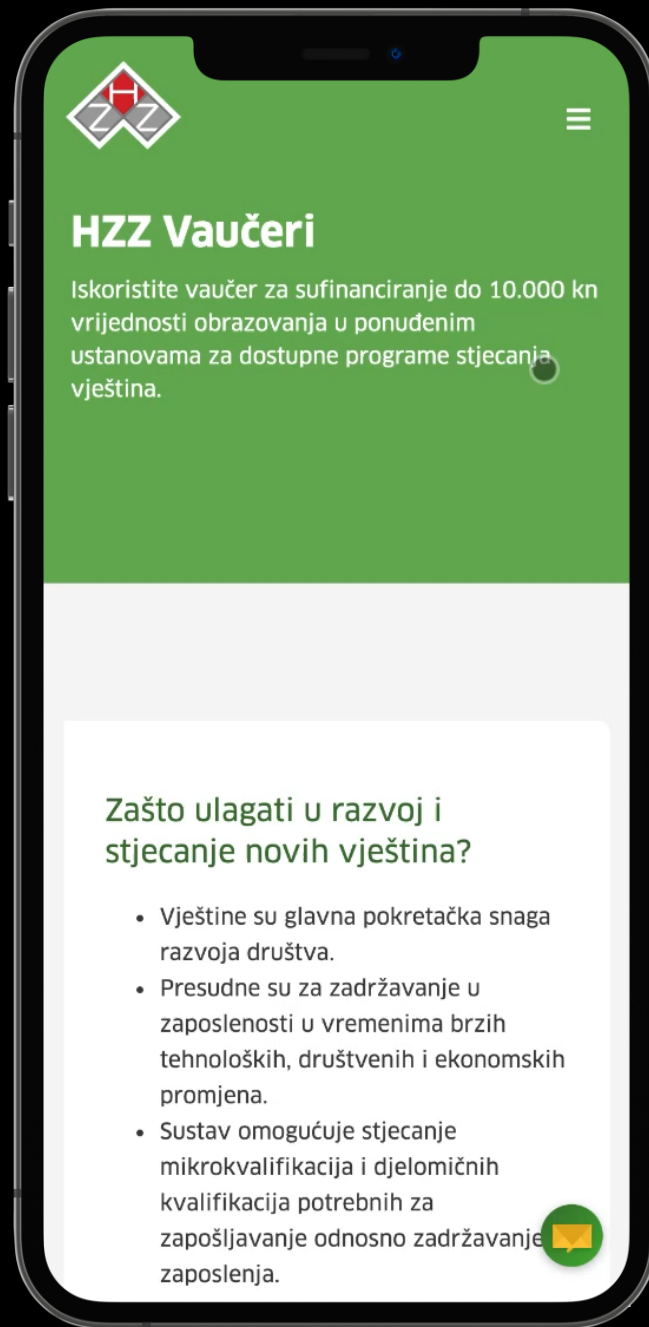 HZZ
HZZ Vaučeri
Iskoristite vaučer za sufinanciranje do 10.000 kn
vrijednosti obrazovanja u ponuđenim
ustanovama za dostupne programe stjecanja
vještina.
Zašto ulagati u razvoj i
stjecanje novih vještina?
• Vještine su glavna pokretačka snaga
razvoja društva.
• Presudne su za zadržavanje u
zaposlenosti u vremenima brzih
tehnoloških, društvenih i ekonomskih
promjena.
• Sustav omogućuje stjecanje
mikrokvalifikacija i djelomičnih
kvalifikacija potrebnih za
zapošljavanje odnosno zadržavanje
zaposlenja.